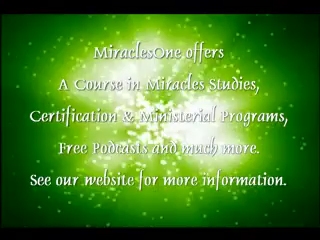 MiraclesOne offers
A Course in Miracles Studies,
Certification & Ministerial Programs,
Free Podcasts and much more.
See our website for more information.